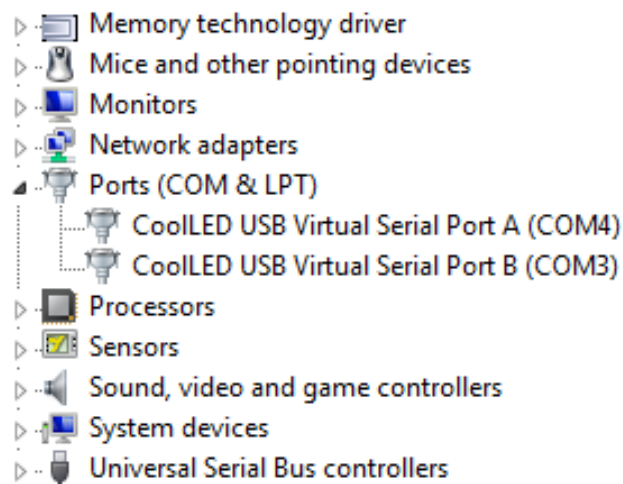 Memory technology driver
Mice and other pointing devices
Monitors
Network adapters
Ports (COM & LPT)
CoolLED USB Virtual Serial Port A (COM4)
CoolLED USB Virtual Serial Port B (COM3)
Processors
Sensors
Sound, video and game controllers
System devices
Universal Serial Bus controllers